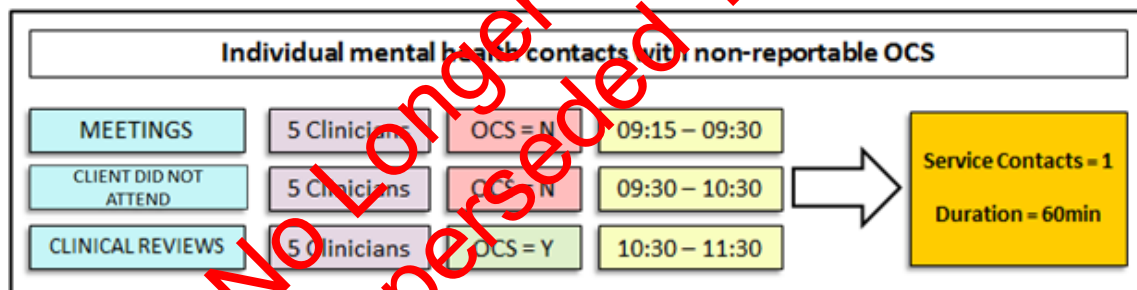 Individual mental health contacts with non-reportable OCS
MEETINGS
5 Clinicians
OCS = N
09:15 – 09:30
CLIENT DID NOT
ATTEND
5 Clinicians
OCS = N
09:30 – 10:30
CLINICAL REVIEWS
5 Clinicians
OCS = Y
10:30 – 11:30
Service Contacts = 1
Duration = 60min
No Longer
perseded